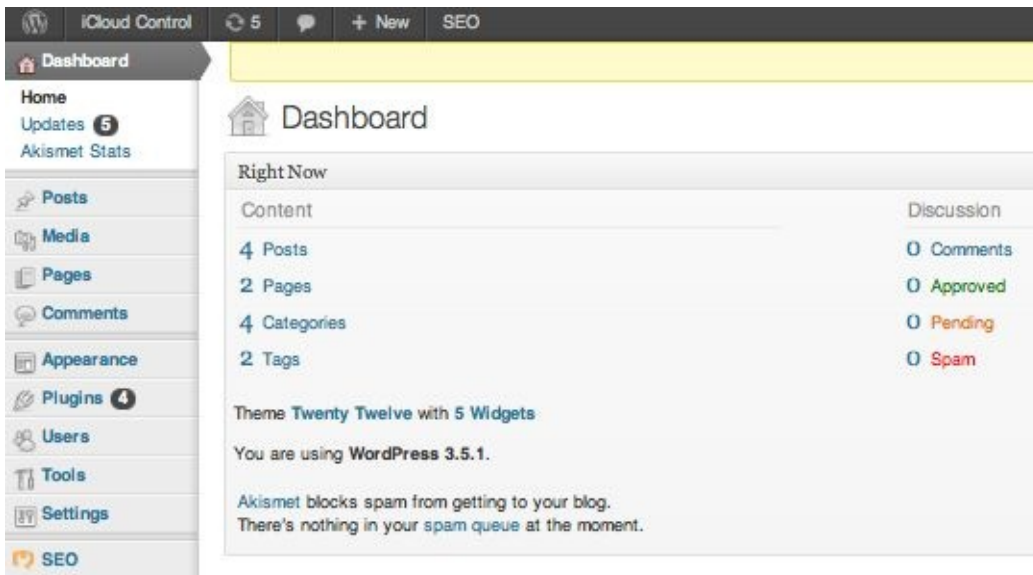 iCloud Control 5 + New SEO
Dashboard
Home
Updates 5
Akismet Stats
Posts
Media
Pages
Comments
Appearance
Plugins 4
Users
Tools
Settings
SEO
Dashboard
Right Now
Content
4 Posts
2 Pages
4 Categories
2 Tags
Discussion
0 Comments
0 Approved
0 Pending
0 Spam
Theme Twenty Twelve with 5 Widgets
You are using WordPress 3.5.1.
Akismet blocks spam from getting to your blog.
There's nothing in your spam queue at the moment.